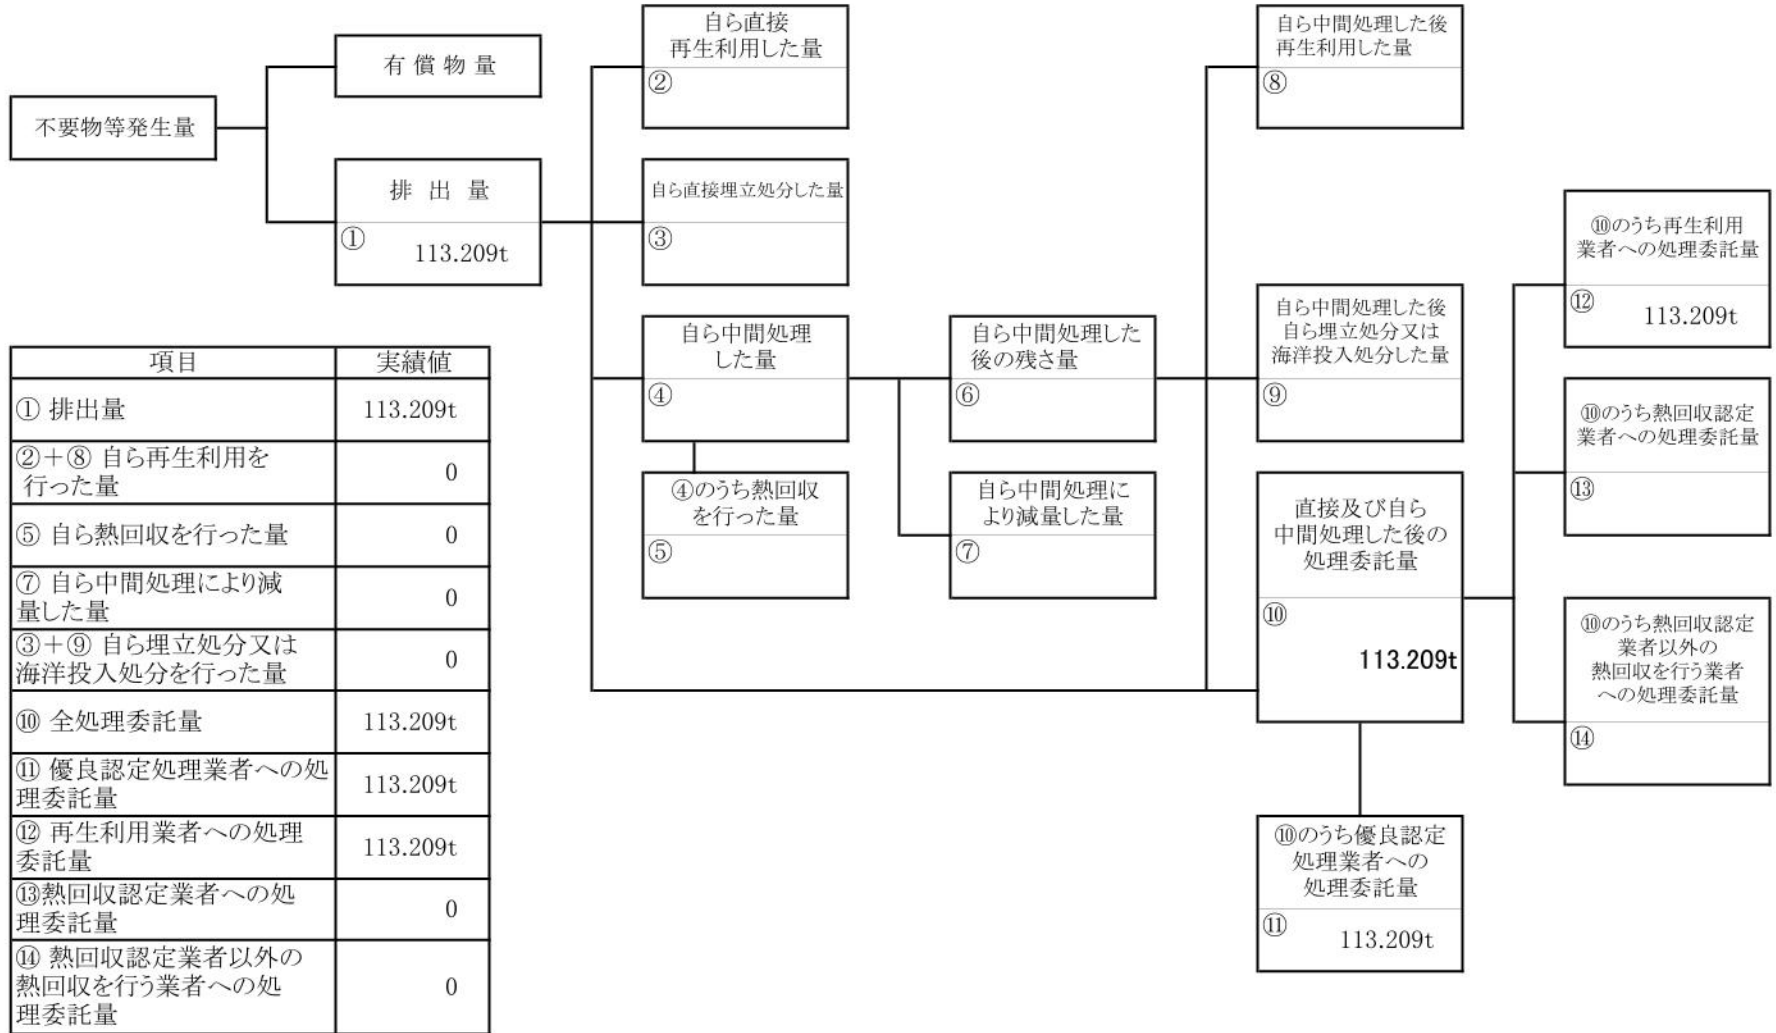 不要物等発生量
有償物量
排出量
①
113.209t
自ら直接
再生利用した量
②
自ら直接埋立処分した量
③
自ら中間処理
した量
④
④のうち熱回収
を行った量
⑤
自ら中間処理した
後の残さ量
⑥
自ら中間処理に
より減量した量
⑦
自ら中間処理した後
再生利用した量
⑧
自ら中間処理した後
自ら埋立処分又は
海洋投入処分した量
⑨
直接及び自ら
中間処理した後の
処理委託量
⑩
113.209t
⑩のうち優良認定
処理業者への
処理委託量
⑪
113.209t
⑩のうち再生利用
業者への処理委託量
⑫
113.209t
⑩のうち熱回収認定
業者への処理委託量
⑬
⑩のうち熱回収認定
業者以外の
熱回収を行う業者
への処理委託量
⑭
項目 実績値
① 排出量 113.209t
②+⑧ 自ら再生利用を
行った量 0
⑤ 自ら熱回収を行った量 0
⑦ 自ら中間処理により減
量した量 0
③+⑨ 自ら埋立処分又は
海洋投入処分を行った量 0
⑩ 全処理委託量 113.209t
⑪ 優良認定処理業者への処
理委託量 113.209t
⑫ 再生利用業者への処理
委託量 113.209t
⑬熱回収認定業者への処
理委託量 0
⑭ 熱回収認定業者以外の
熱回収を行う業者への処
理委託量 0